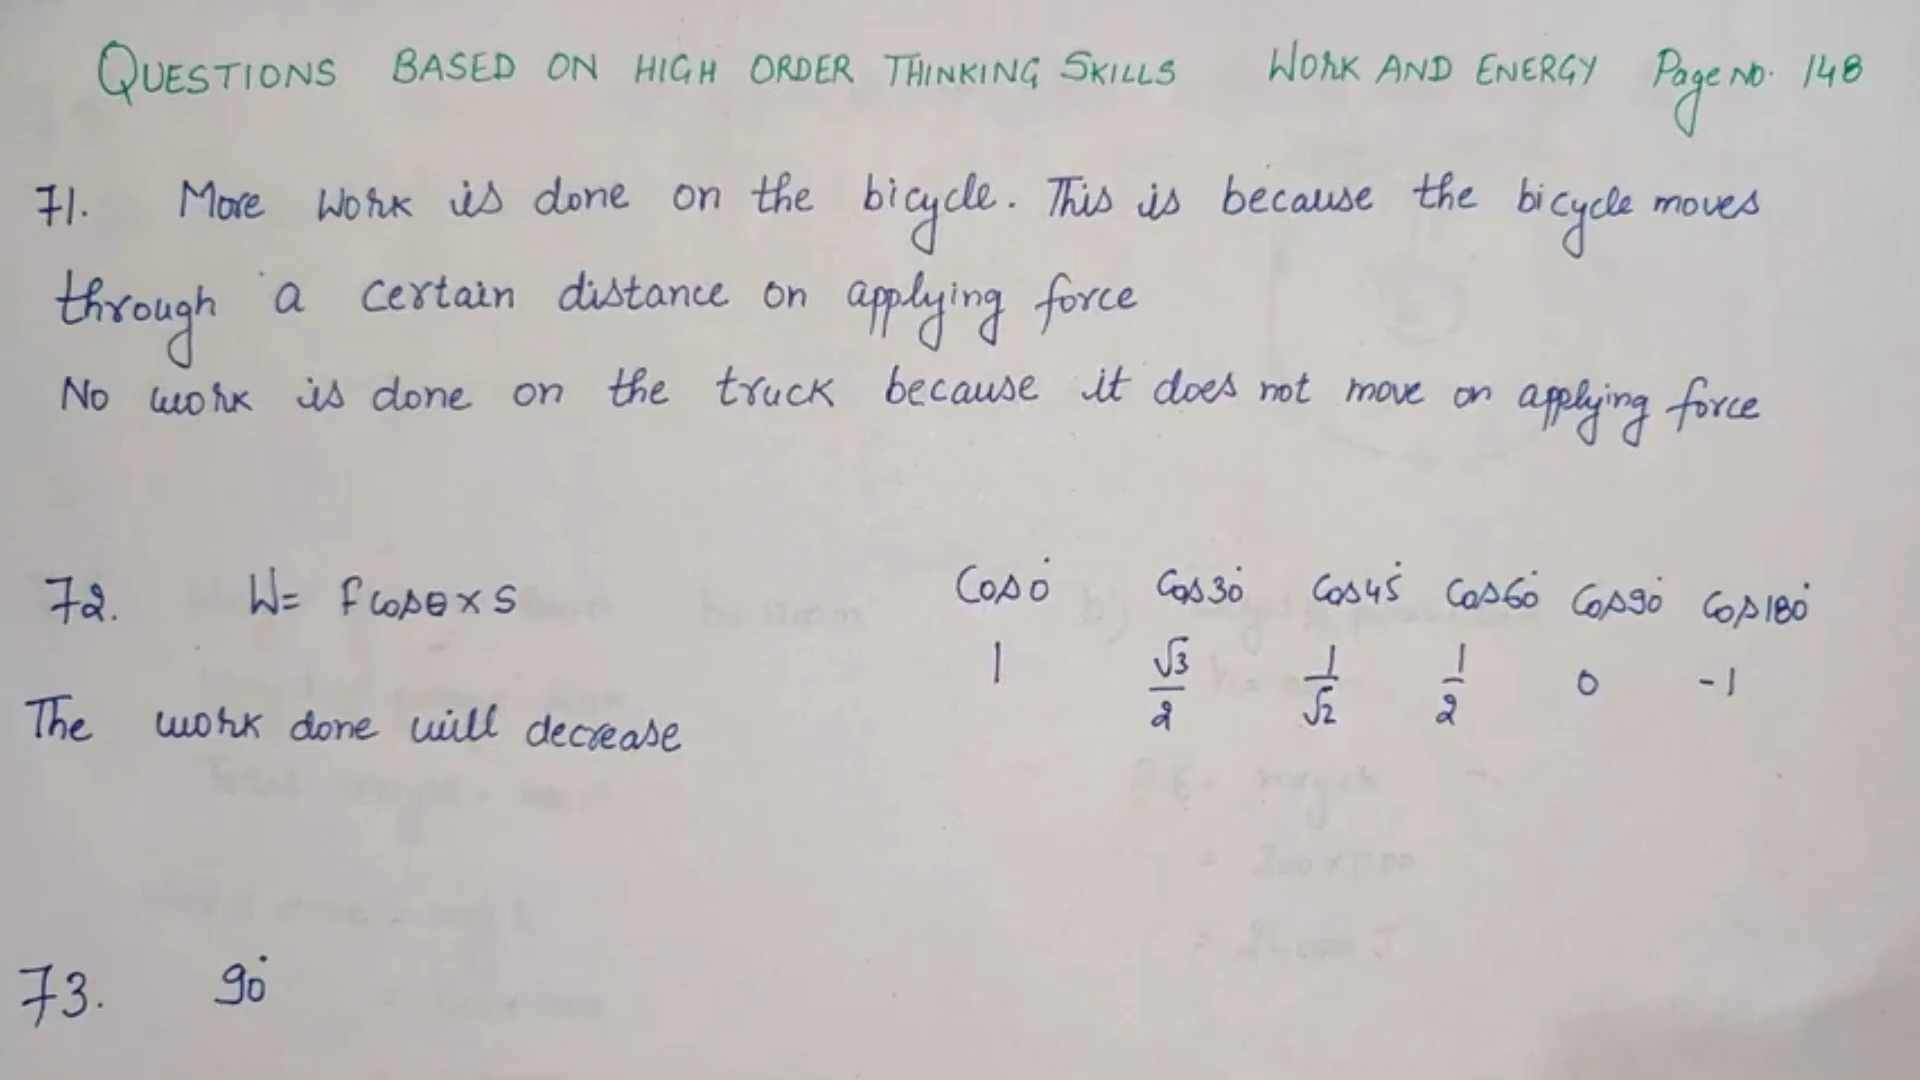 QUESTIONS BASED ON HIGH ORDER THINKING SKILLS WORK AND ENERGY Page No. 148
71. More work is done on the bicycle. This is because the bicycle moves
through a certain distance on applying force
No work is done on the truck because it does not move on applying force
72. W= Fcosθ×S Cos0° Cos30° Cos45° Cos60° Cos90° Cos180°
1 √3/2 1/√2 1/2 0 -1
The work done will decrease
73. 90°